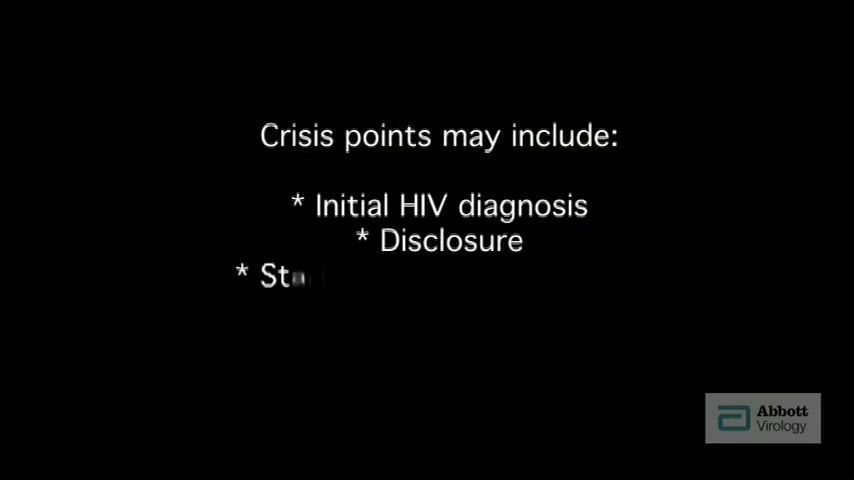 Crisis points may include:
* Initial HIV diagnosis
* Disclosure
*
Abbott
Virology